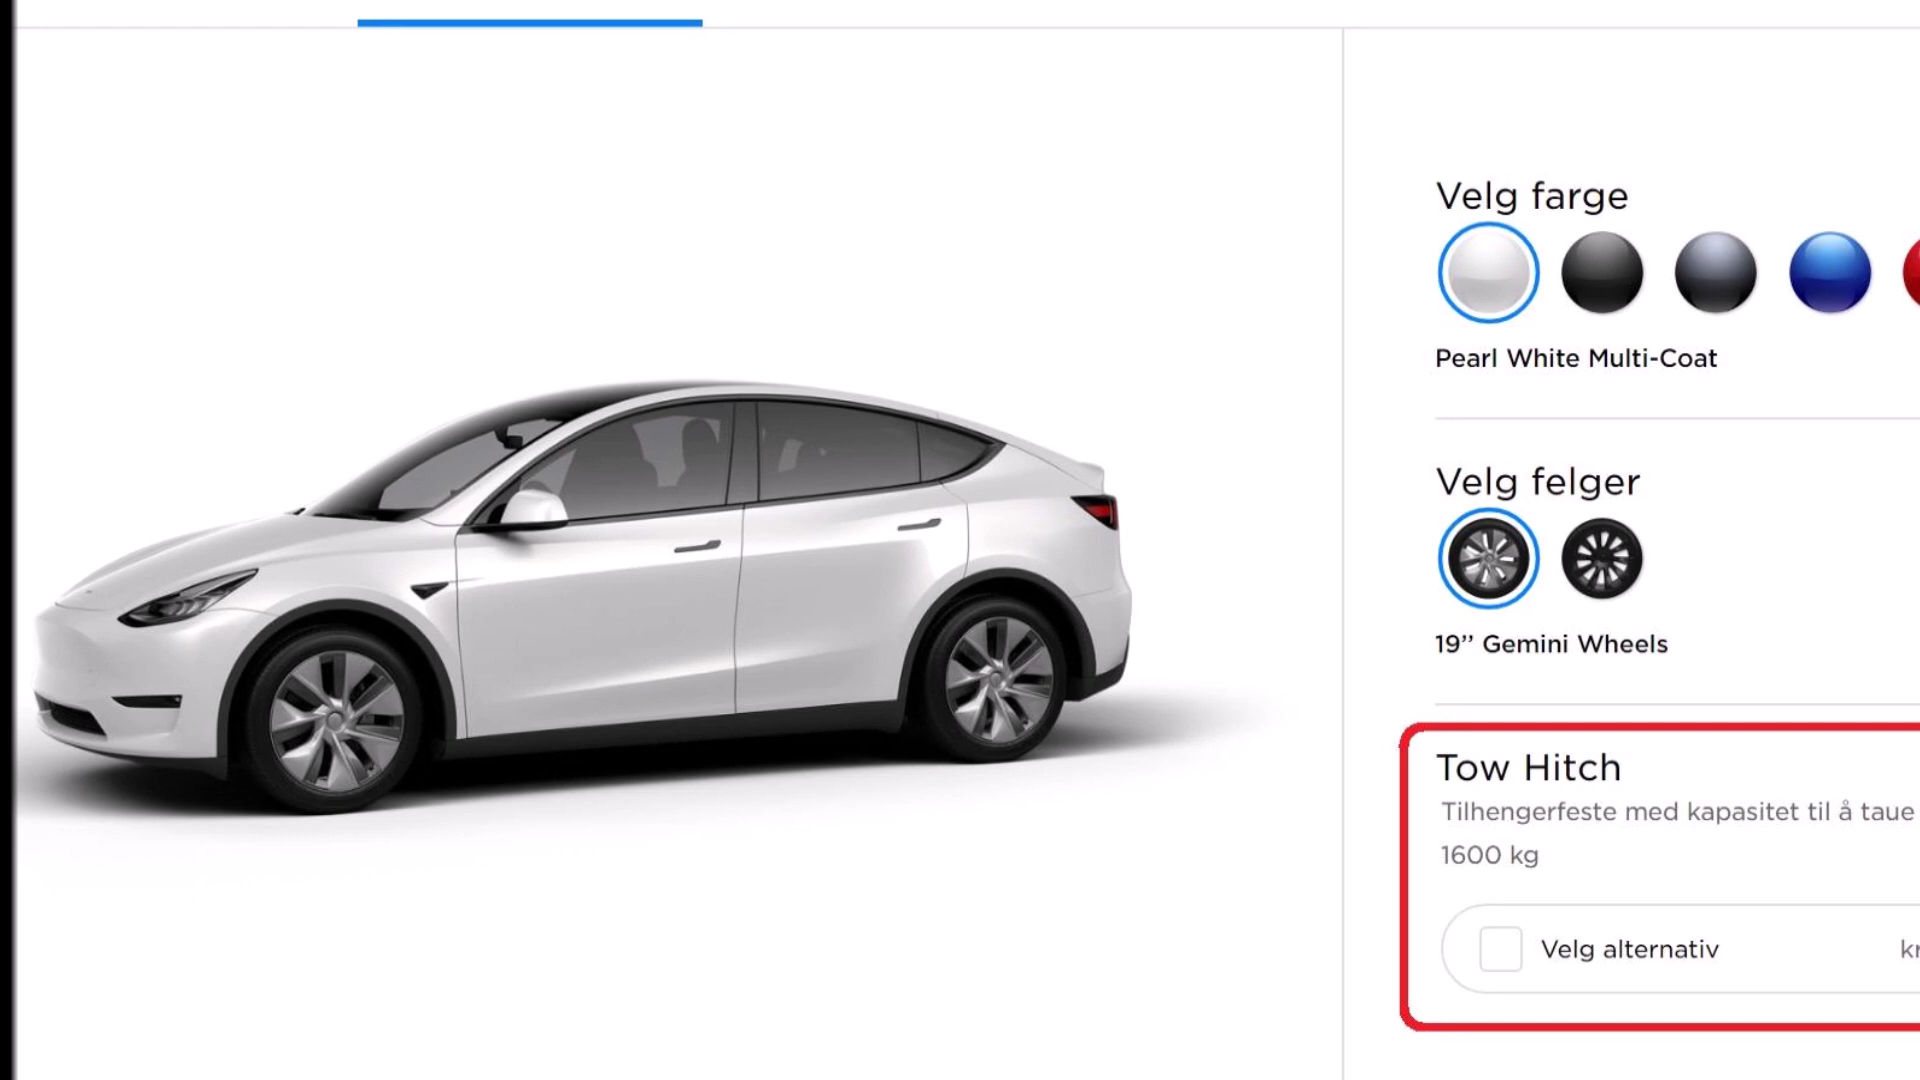 Velg farge
Pearl White Multi-Coat
Velg felger
19’’ Gemini Wheels
Tow Hitch
Tilhengerfeste med kapasitet til å taue
1600 kg
Velg alternativ
kr